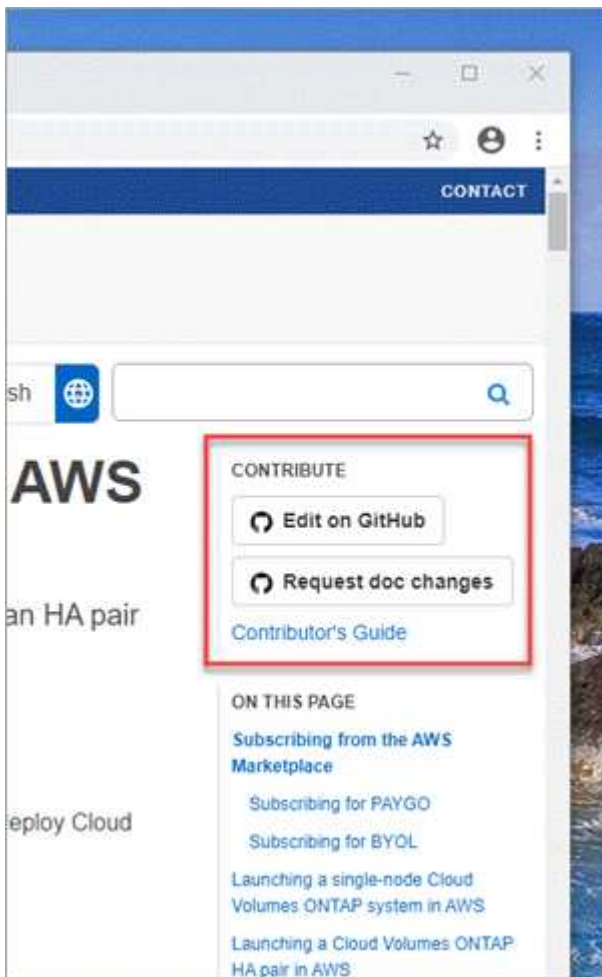 CONTACT
sh
AWS
CONTRIBUTE
Edit on GitHub
Request doc changes
an HA pair
Contributor's Guide
ON THIS PAGE
Subscribing from the AWS
Marketplace
Subscribing for PAYGO
eploy Cloud
Subscribing for BYOL
Launching a single-node Cloud
Volumes ONTAP system in AWS
Launching a Cloud Volumes ONTAP
HA pair in AWS